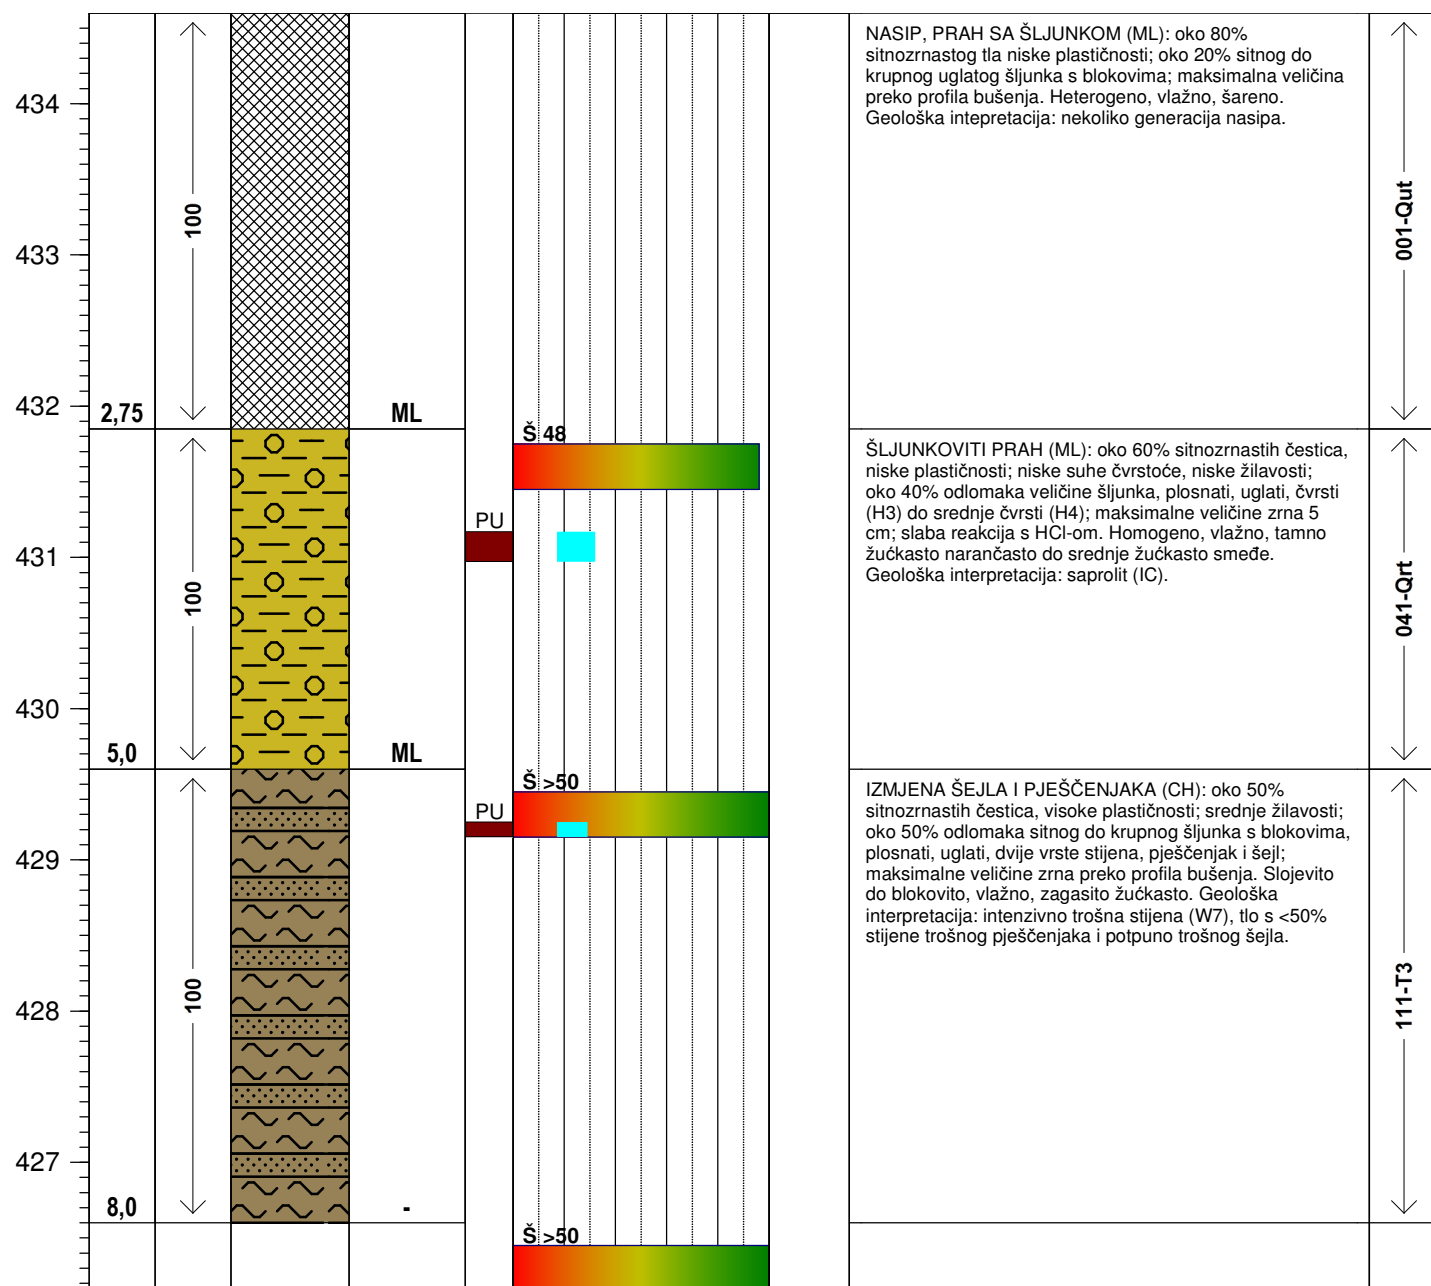 NASIP, PRAH SA ŠLJUNKOM (ML): oko 80%
sitnozrnastog tla niske plastičnosti; oko 20% sitnog do
krupnog uglatog šljunka s blokovima; maksimalna veličina
preko profila bušenja. Heterogeno, vlažno, šareno.
Geološka intepretacija: nekoliko generacija nasipa.
434
100
001-Qut
433
432
2,75
ML
Š 48
ŠLJUNKOVITI PRAH (ML): oko 60% sitnozrnastih čestica,
niske plastičnosti; niske suhe čvrstoće, niske žilavosti;
oko 40% odlomaka veličine šljunka, plosnati, uglati, čvrsti
(H3) do srednje čvrsti (H4); maksimalne veličine zrna 5
cm; slaba reakcija s HCl-om. Homogeno, vlažno, tamno
žućkasto narančasto do srednje žućkasto smeđe.
Geološka interpretacija: saprolit (IC).
PU
431
100
041-Qrt
430
5,0
ML
Š >50
IZMJENA ŠEJLA I PJEŠČENJAKA (CH): oko 50%
sitnozrnastih čestica, visoke plastičnosti; srednje žilavosti;
oko 50% odlomaka sitnog do krupnog šljunka s blokovima,
plosnati, uglati, dvije vrste stijena, pješčenjak i šejl;
maksimalne veličine zrna preko profila bušenja. Slojevito
do blokovito, vlažno, zagasito žućkasto. Geološka
interpretacija: intenzivno trošna stijena (W7), tlo s <50%
stijene trošnog pješčenjaka i potpuno trošnog šejla.
PU
429
100
111-T3
428
427
8,0
-
Š >50